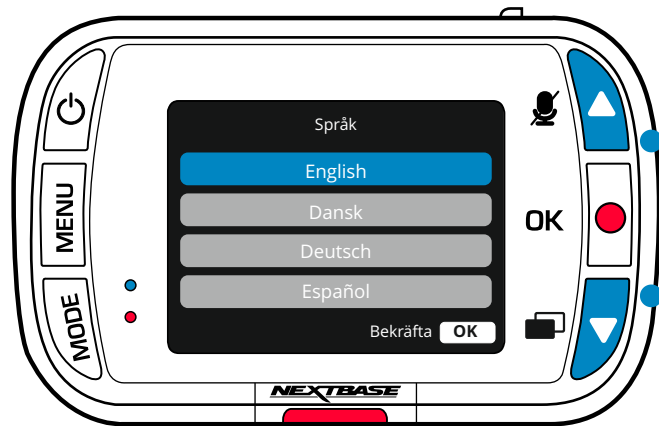 Språk
English
Dansk
Deutsch
Español
Bekräfta OK
MENU
MODE
OK
NEXTBASE